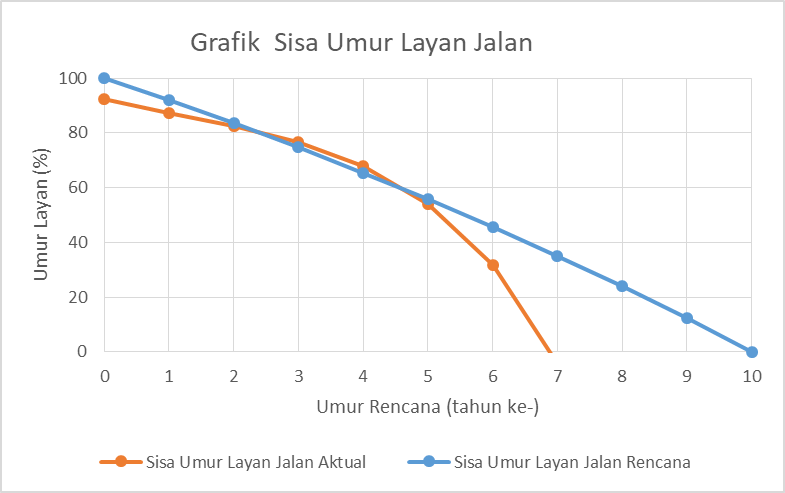 Grafik  Sisa Umur Layan Jalan
Umur Layan (%)
100
80
60
40
20
0
0 1 2 3 4 5 6 7 8 9 10
Umur Rencana (tahun ke-)
Sisa Umur Layan Jalan Aktual
Sisa Umur Layan Jalan Rencana